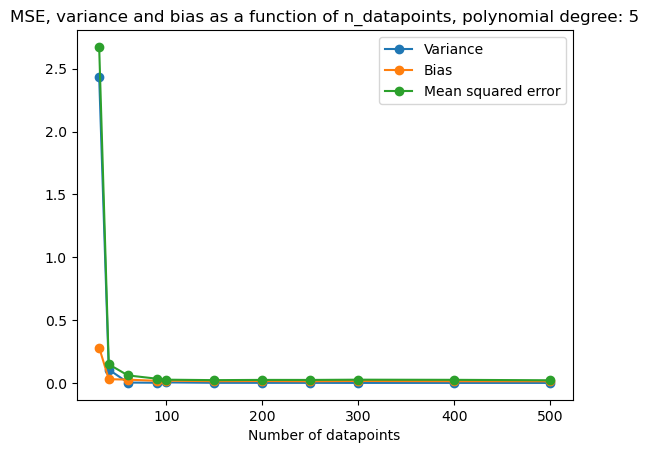 MSE, variance and bias as a function of n_datapoints, polynomial degree: 5
Variance
Bias
Mean squared error
2.5
2.0
1.5
1.0
0.5
0.0
100 200 300 400 500
Number of datapoints